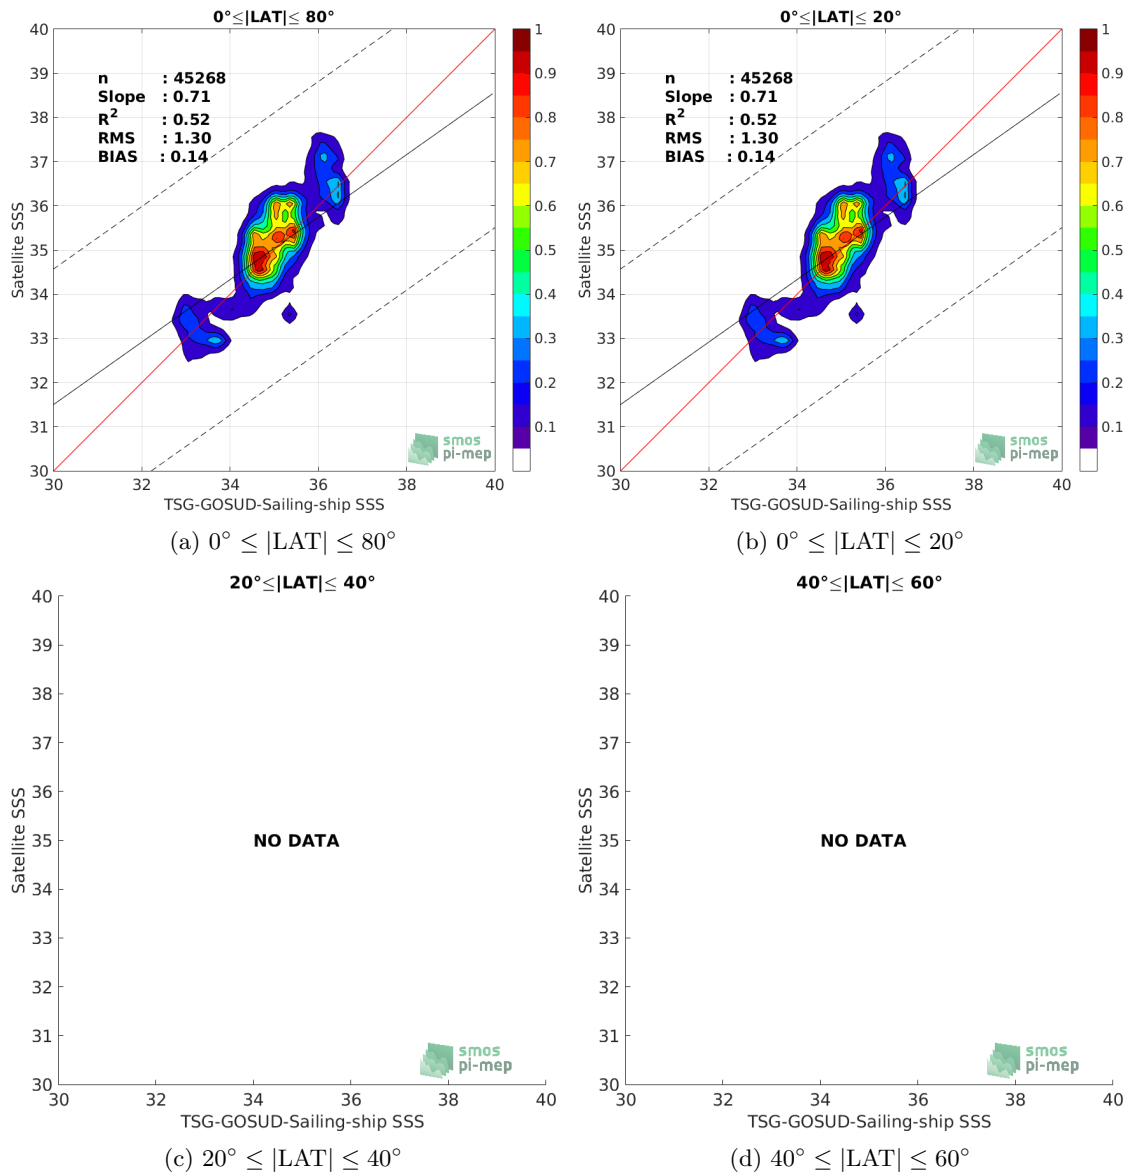 0°≤|LAT|≤ 80°
40
39
38
37
36
35
34
33
32
31
30
Satellite SSS
n : 45268
Slope : 0.71
R² : 0.52
RMS : 1.30
BIAS : 0.14
1
0.9
0.8
0.7
0.6
0.5
0.4
0.3
0.2
0.1
smos
pi-mep
30 32 34 36 38 40
TSG-GOSUD-Sailing-ship SSS
(a) 0° ≤ |LAT| ≤ 80°
0°≤|LAT|≤ 20°
40
39
38
37
36
35
34
33
32
31
30
Satellite SSS
n : 45268
Slope : 0.71
R² : 0.52
RMS : 1.30
BIAS : 0.14
1
0.9
0.8
0.7
0.6
0.5
0.4
0.3
0.2
0.1
smos
pi-mep
30 32 34 36 38 40
TSG-GOSUD-Sailing-ship SSS
(b) 0° ≤ |LAT| ≤ 20°
20°≤|LAT|≤ 40°
40
39
38
37
36
35
34
33
32
31
30
Satellite SSS
NO DATA
smos
pi-mep
30 32 34 36 38 40
TSG-GOSUD-Sailing-ship SSS
(c) 20° ≤ |LAT| ≤ 40°
40°≤|LAT|≤ 60°
40
39
38
37
36
35
34
33
32
31
30
Satellite SSS
NO DATA
smos
pi-mep
30 32 34 36 38 40
TSG-GOSUD-Sailing-ship SSS
(d) 40° ≤ |LAT| ≤ 60°